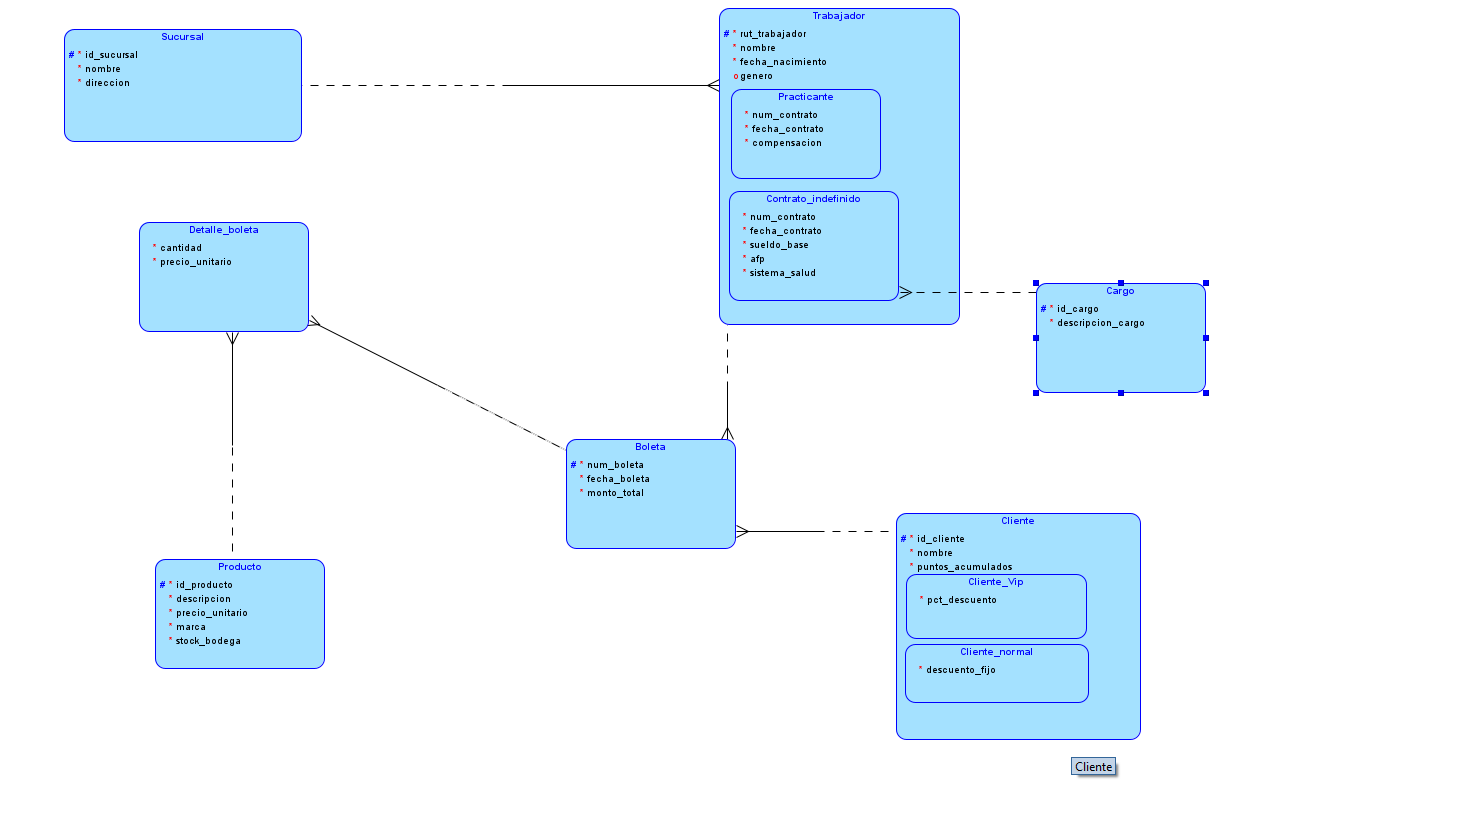 Sucursal
# * id_sucursal
* nombre
* direccion
Trabajador
# * rut_trabajador
* nombre
* fecha_nacimiento
o genero
Practicante
* num_contrato
* fecha_contrato
* compensacion
Contrato_indefinido
* num_contrato
* fecha_contrato
* sueldo_base
* afp
* sistema_salud
Detalle_boleta
* cantidad
* precio_unitario
Cargo
# * id_cargo
* descripcion_cargo
Boleta
# * num_boleta
* fecha_boleta
* monto_total
Cliente
# * id_cliente
* nombre
* puntos_acumulados
Cliente_Vip
* pct_descuento
Cliente_normal
* descuento_fijo
Producto
# * id_producto
* descripcion
* precio_unitario
* marca
* stock_bodega
Cliente